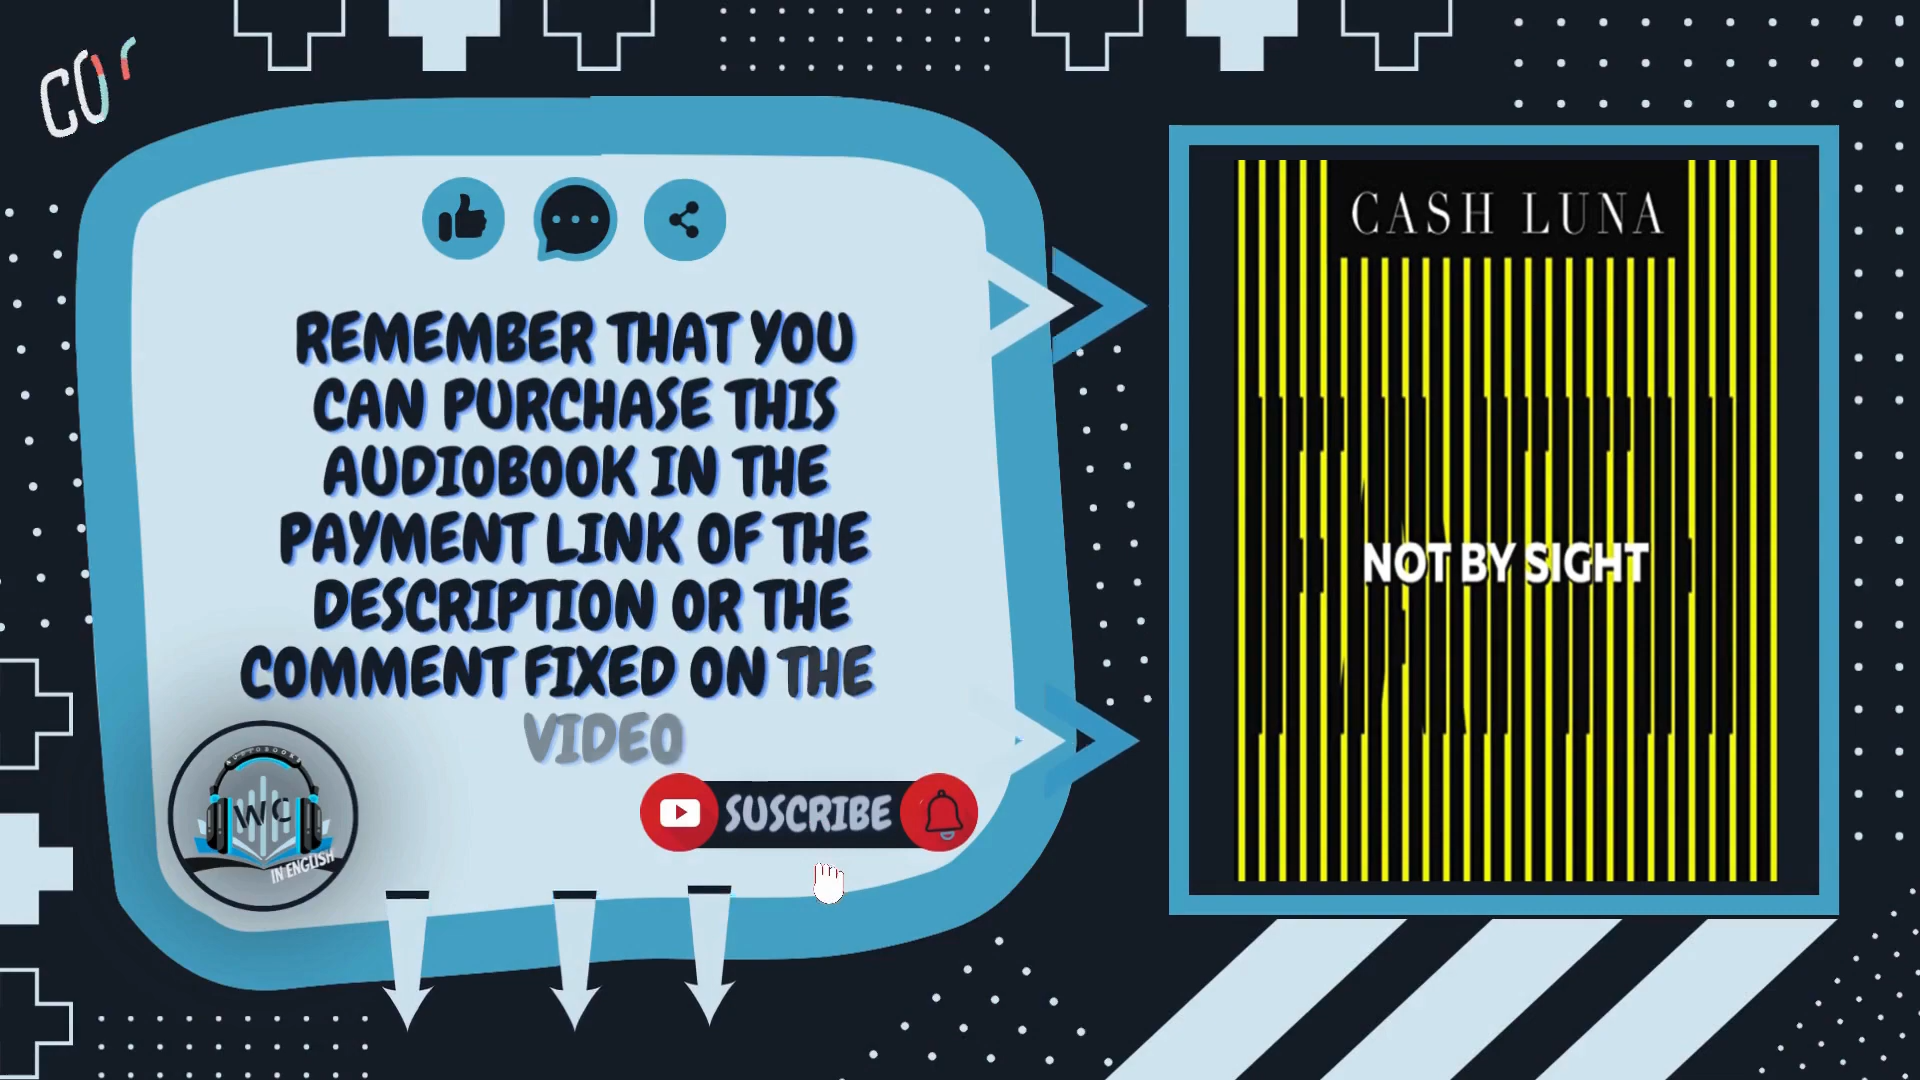 REMEMBER THAT YOU
CAN PURCHASE THIS
AUDIOBOOK IN THE
PAYMENT LINK OF THE
DESCRIPTION OR THE
COMMENT FIXED ON THE
VIDEO
SUSCRIBE
AUDIOBOOKS
WC
IN ENGLISH
CASH LUNA
NOT BY SIGHT